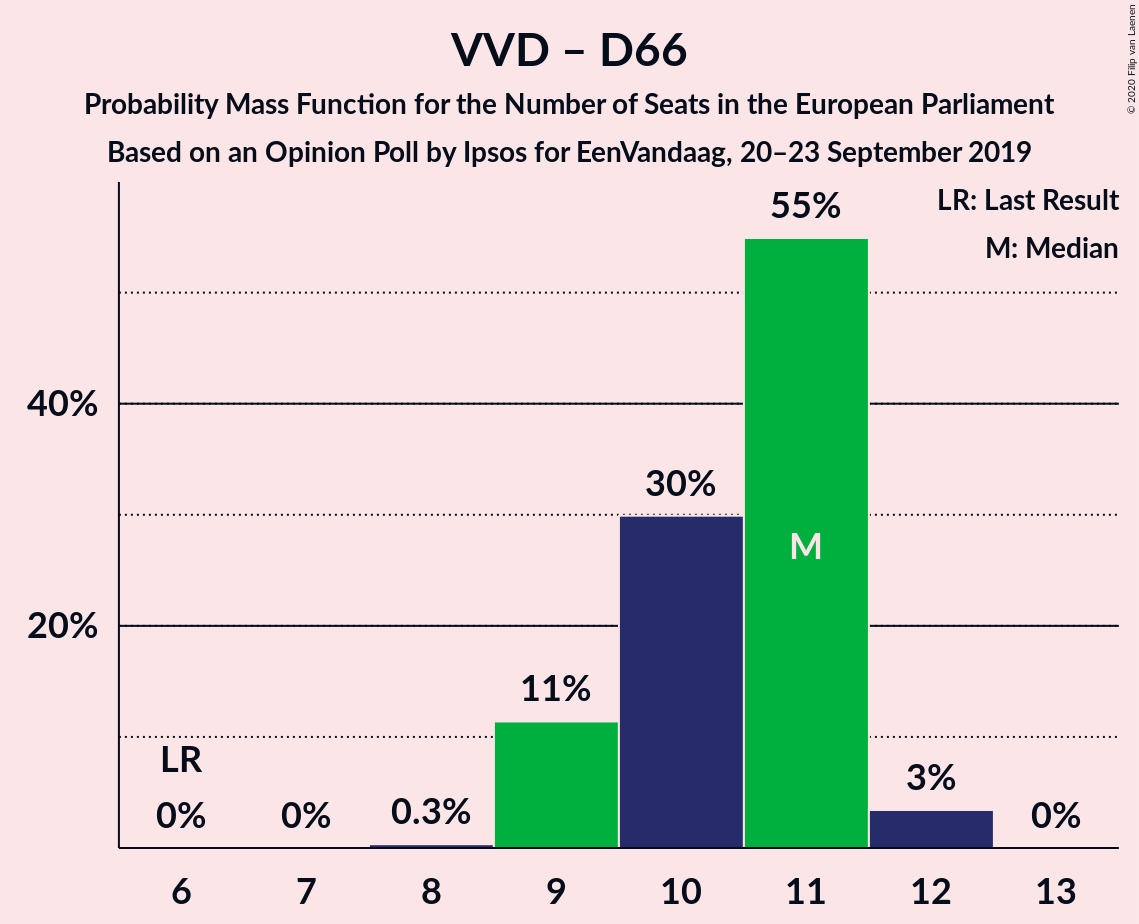 VVD – D66
Probability Mass Function for the Number of Seats in the European Parliament
Based on an Opinion Poll by Ipsos for EenVandaag, 20–23 September 2019
© 2020 Filip van Laenen
LR: Last Result
M: Median
55%
40%
30%
M
20%
11%
LR
3%
0%
0%
0.3%
0%
6
7
8
9
10
11
12
13